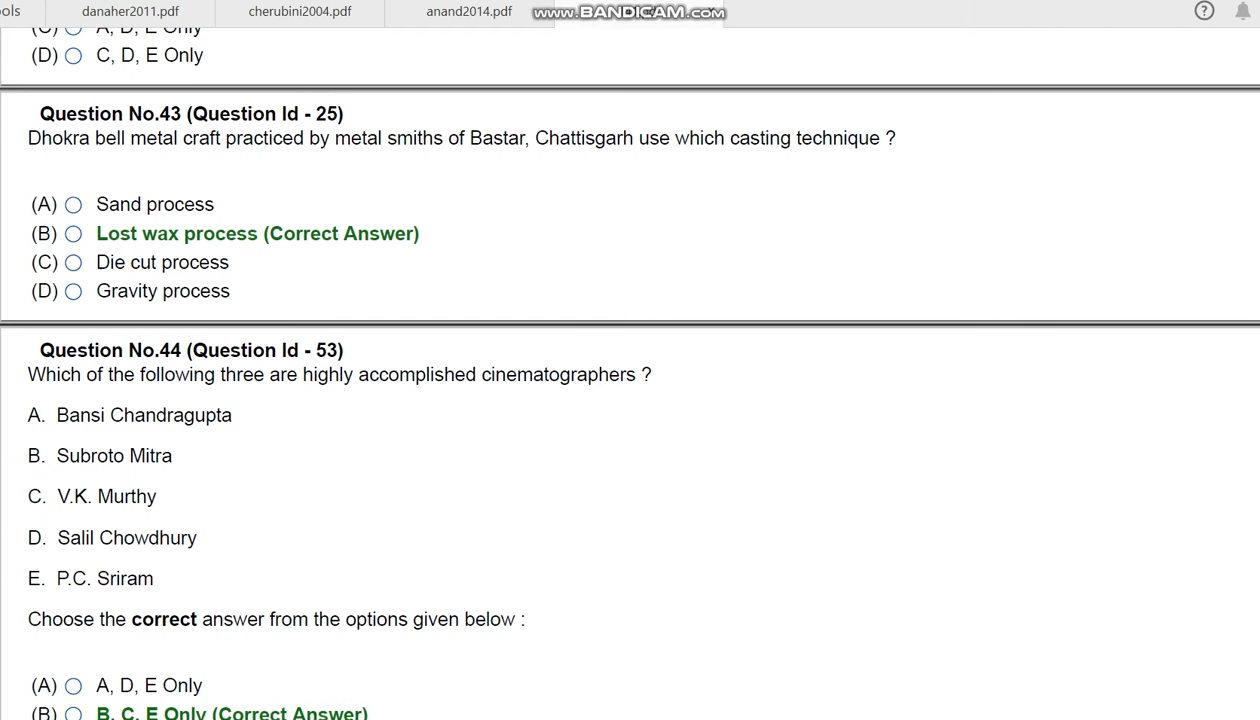 ols danaher2011.pdf cherubini2004.pdf anand2014.pdf www.BANDICAM.com
(C) A, D, E Only
(D) C, D, E Only
Question No.43 (Question Id - 25)
Dhokra bell metal craft practiced by metal smiths of Bastar, Chattisgarh use which casting technique ?
(A) Sand process
(B) Lost wax process (Correct Answer)
(C) Die cut process
(D) Gravity process
Question No.44 (Question Id - 53)
Which of the following three are highly accomplished cinematographers ?
A. Bansi Chandragupta
B. Subroto Mitra
C. V.K. Murthy
D. Salil Chowdhury
E. P.C. Sriram
Choose the correct answer from the options given below :
(A) A, D, E Only
(B) B, C, E Only (Correct Answer)